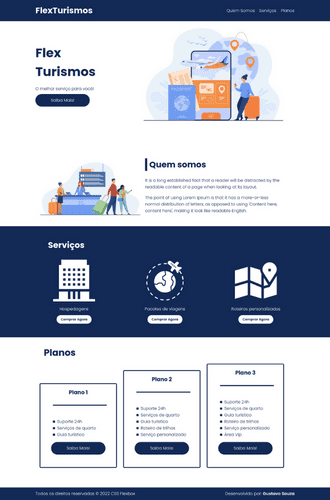 FlexTurismos
Quem Somos Serviços Planos
Flex
Turismos
O melhor serviço para você!
Saiba Mais!
Quem somos
It is a long established fact that a reader will be distracted by the
readable content of a page when looking at its layout.
The point of using Lorem Ipsum is that it has a more-or-less
normal distribution of letters, as opposed to using 'Content here,
content here', making it look like readable English.
Serviços
Hospedagens
Pacotes de Viagens
Roteiros personalizados
Comprar Agora
Comprar Agora
Comprar Agora
Planos
Plano 1
Suporte 24h
Serviços de quarto
Guia turístico
Saiba Mais!
Plano 2
Suporte 24h
Serviços de quarto
Guia turístico
Roteiro de trilhas
Serviço personalizado
Saiba Mais!
Plano 3
Suporte 24h
Serviços de quarto
Guia turístico
Roteiro de trilhas
Serviço personalizado
Área Vip
Saiba Mais!
Todos os direitos reservados © 2022 CSS Flexbox
Desenvolvido por: Gustavo Souza